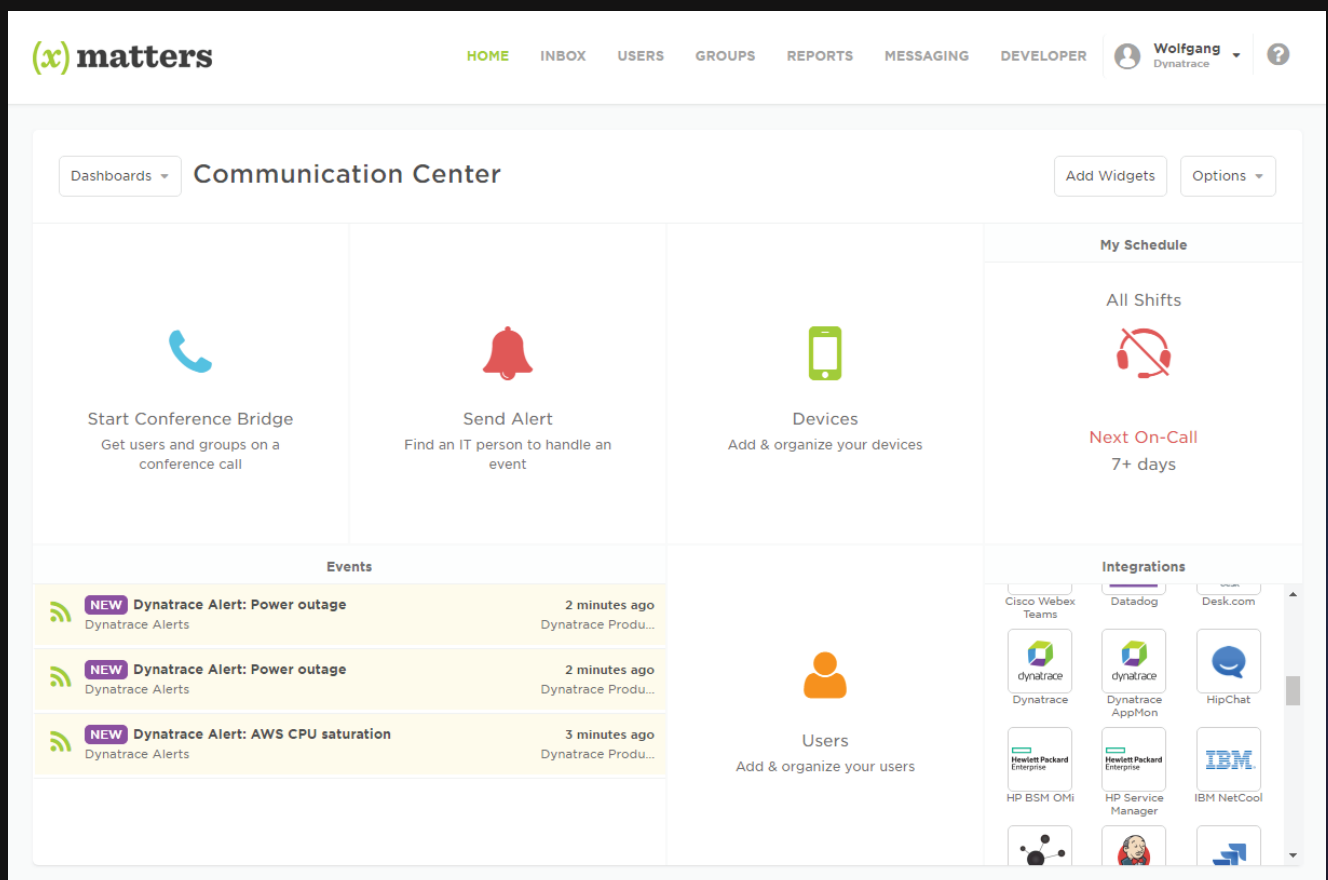 (x) matters
HOME INBOX USERS GROUPS REPORTS MESSAGING DEVELOPER
Wolfgang
Dynatrace
?
Dashboards
Communication Center
Add Widgets
Options
Start Conference Bridge
Get users and groups on a
conference call
Send Alert
Find an IT person to handle an
event
Devices
Add & organize your devices
My Schedule
All Shifts
Next On-Call
7+ days
Events
NEW Dynatrace Alert: Power outage
2 minutes ago
Dynatrace Alerts
Dynatrace Produ...
NEW Dynatrace Alert: Power outage
2 minutes ago
Dynatrace Alerts
Dynatrace Produ...
NEW Dynatrace Alert: AWS CPU saturation
3 minutes ago
Dynatrace Alerts
Dynatrace Produ...
Users
Add & organize your users
Integrations
Cisco Webex
Teams
Datadog
Desk.com
dynatrace
Dynatrace
dynatrace
Dynatrace
AppMon
HipChat
Hewlett Packard
Enterprise
HP BSM OMi
Hewlett Packard
Enterprise
HP Service
Manager
IBM
IBM NetCool